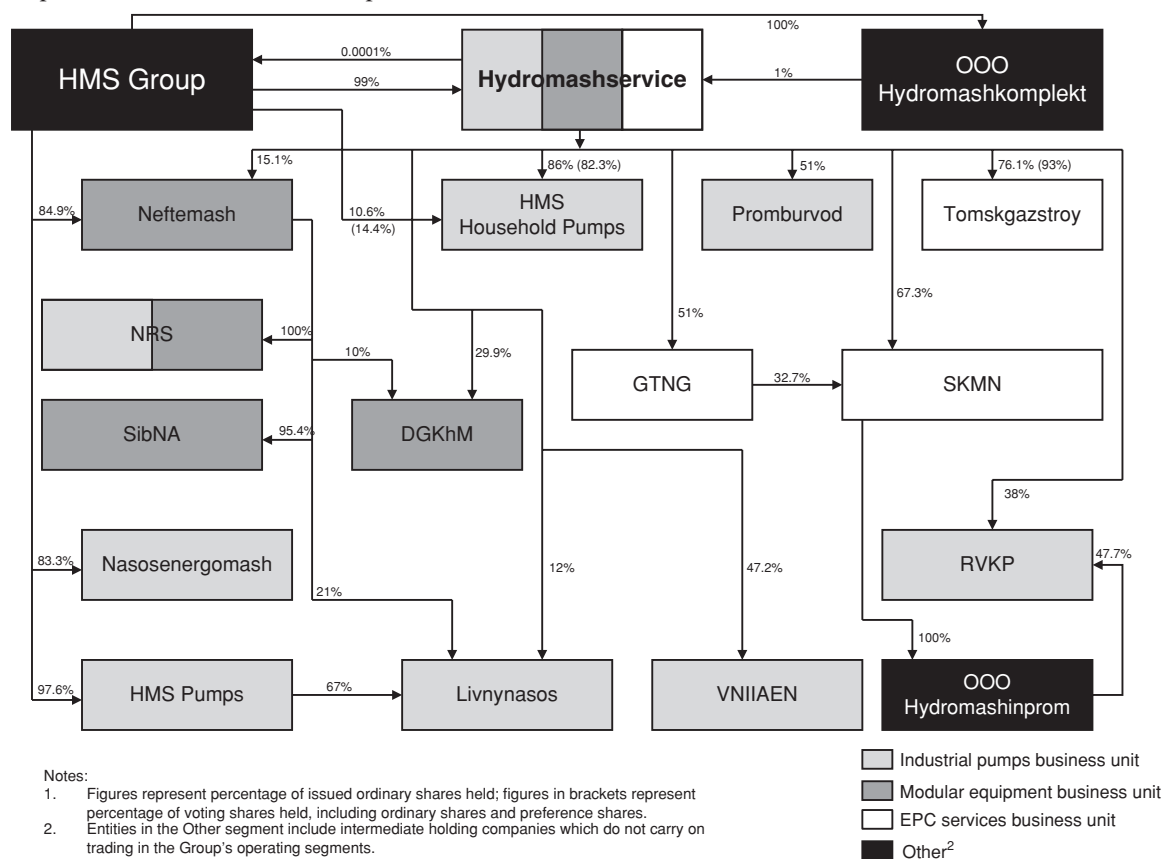 100%
HMS Group
0.0001%
99%
Hydromashservice
1%
OOO
Hydromashkomplekt
15.1%
86% (82.3%)
51%
76.1% (93%)
84.9%
Neftemash
10.6%
(14.4%)
HMS
Household Pumps
Promburvod
Tomskgazstroy
67.3%
51%
NRS
100%
10%
29.9%
GTNG
32.7%
SKMN
SibNA
95.4%
DGKhM
38%
83.3%
Nasosenergomash
21%
12%
47.2%
RVKP
47.7%
100%
97.6%
HMS Pumps
67%
Livnynasos
VNIIAEN
OOO
Hydromashinprom
Notes:
1. Figures represent percentage of issued ordinary shares held; figures in brackets represent
percentage of voting shares held, including ordinary shares and preference shares.
2. Entities in the Other segment include intermediate holding companies which do not carry on
trading in the Group's operating segments.
Industrial pumps business unit
Modular equipment business unit
EPC services business unit
Other2